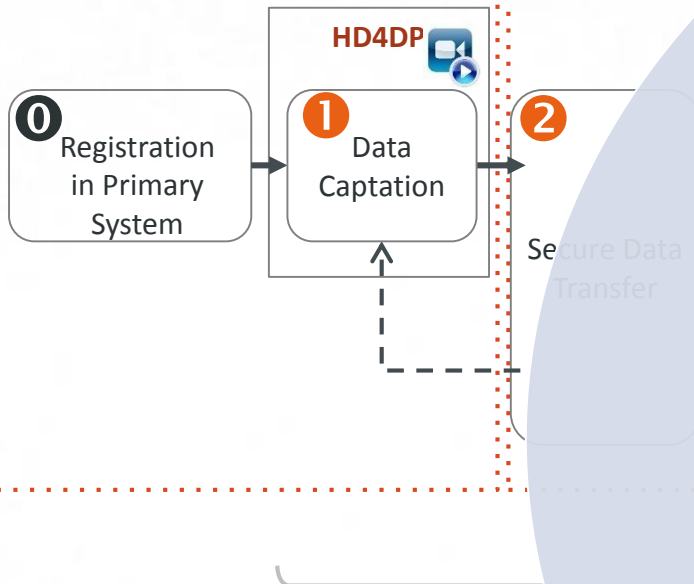 HD4DP
0
Registration
in Primary
System
1
Data
Captation
2
Secure Data
Transfer